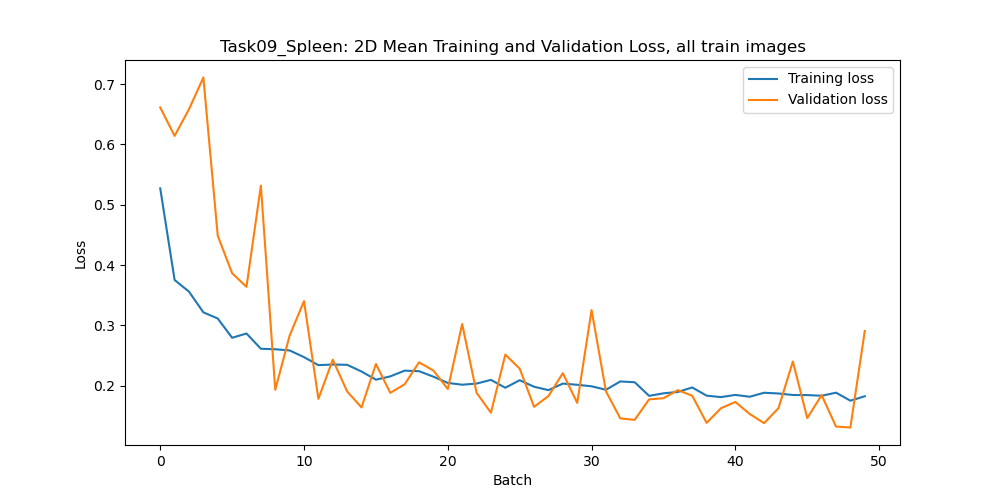 Task09_Spleen: 2D Mean Training and Validation Loss, all train images
Training loss
Validation loss
Loss
0.7
0.6
0.5
0.4
0.3
0.2
0 10 20 30 40 50
Batch